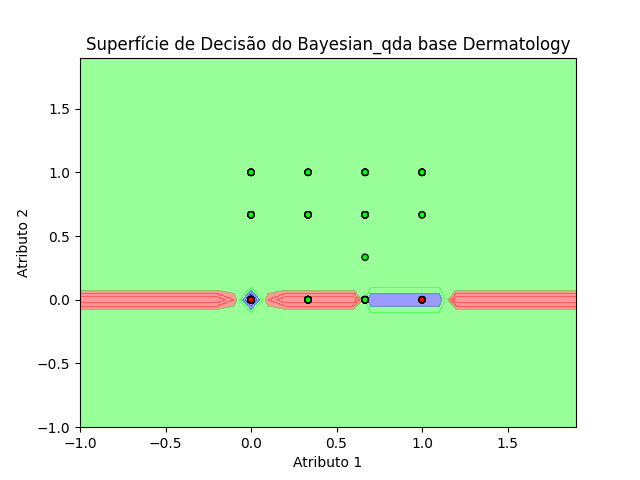 Superfície de Decisão do Bayesian_qda base Dermatology
1.5
1.0
0.5
0.0
−0.5
−1.0
−1.0 −0.5 0.0 0.5 1.0 1.5
Atributo 2
Atributo 1